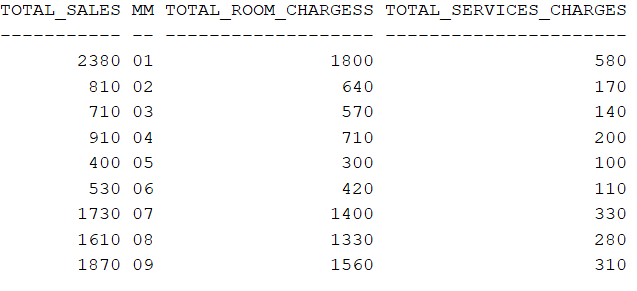 TOTAL_SALES MM TOTAL_ROOM_CHARGESS TOTAL_SERVICES_CHARGES
----------- -- ------------------- ----------------------
2380 01 1800 580
810 02 640 170
710 03 570 140
910 04 710 200
400 05 300 100
530 06 420 110
1730 07 1400 330
1610 08 1330 280
1870 09 1560 310